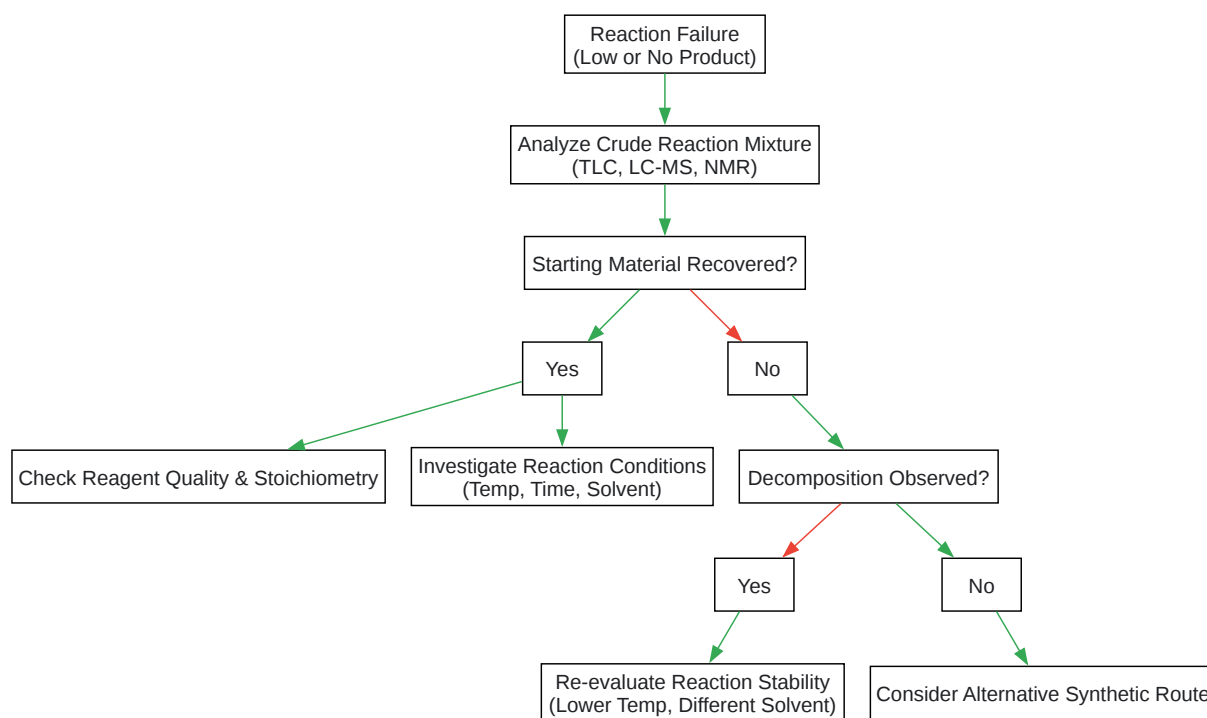 Reaction Failure
(Low or No Product)
Analyze Crude Reaction Mixture
(TLC, LC-MS, NMR)
Starting Material Recovered?
Yes
No
Check Reagent Quality & Stoichiometry
Investigate Reaction Conditions
(Temp, Time, Solvent)
Decomposition Observed?
Yes
No
Re-evaluate Reaction Stability
(Lower Temp, Different Solvent)
Consider Alternative Synthetic Route